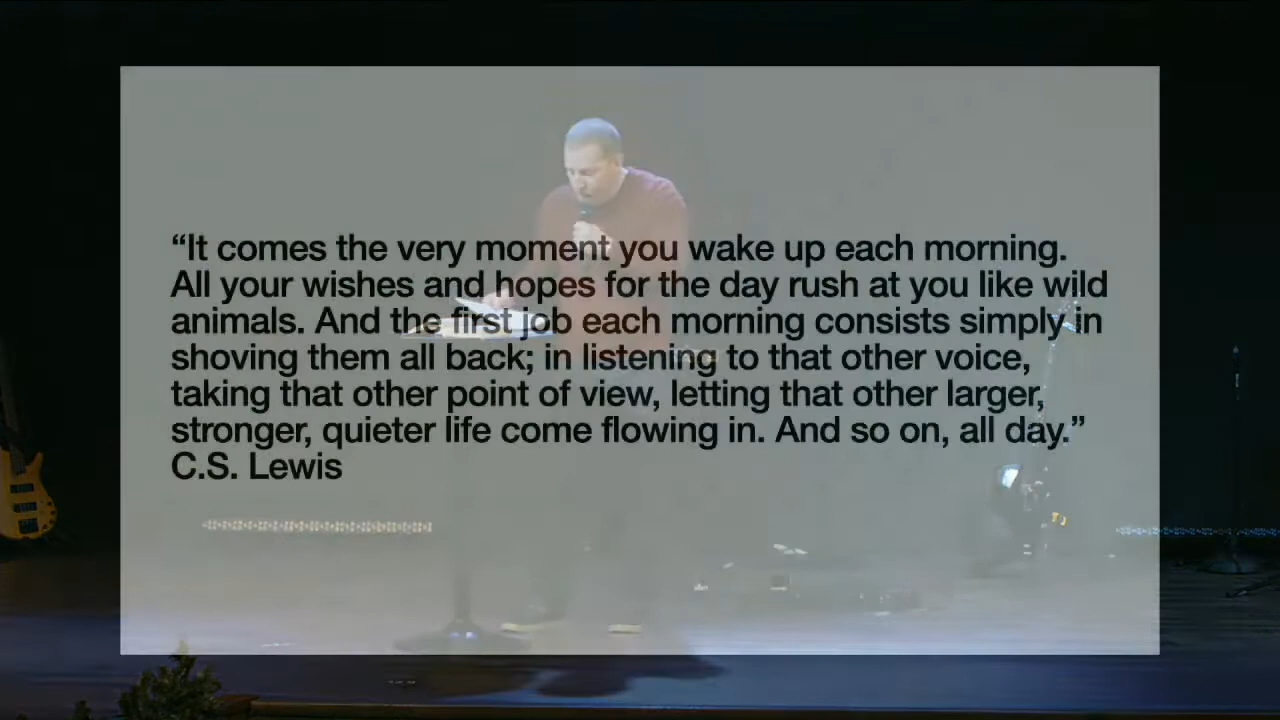 “It comes the very moment you wake up each morning.
All your wishes and hopes for the day rush at you like wild
animals. And the first job each morning consists simply in
shoving them all back; in listening to that other voice,
taking that other point of view, letting that other larger,
stronger, quieter life come flowing in. And so on, all day.”
C.S. Lewis